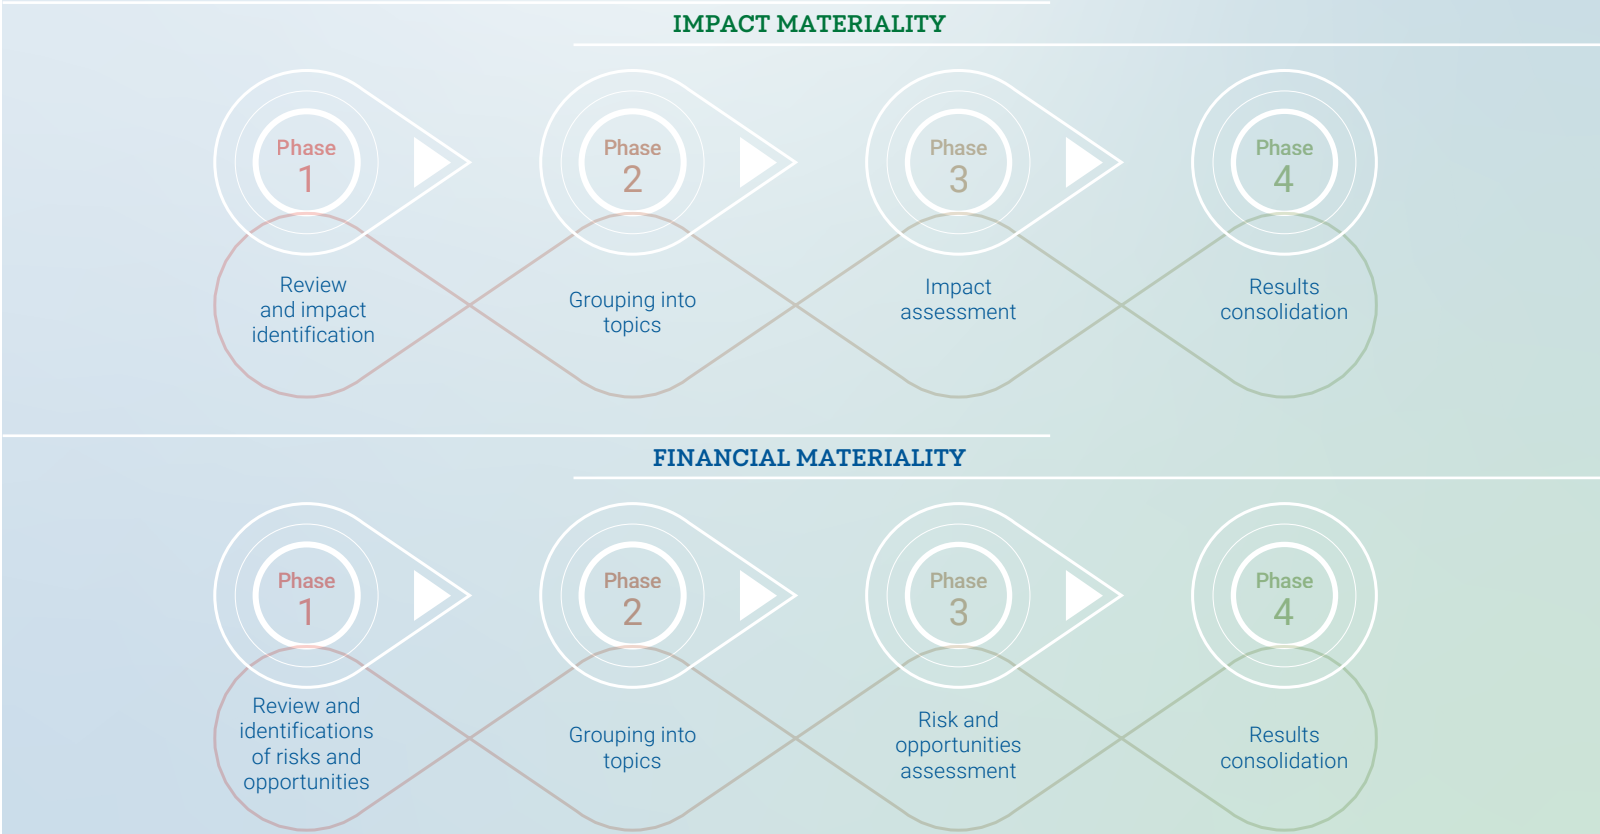 IMPACT MATERIALITY
Phase
1
Phase
2
Phase
3
Phase
4
Review
and impact
identification
Grouping into
topics
Impact
assessment
Results
consolidation
FINANCIAL MATERIALITY
Phase
1
Phase
2
Phase
3
Phase
4
Review and
identifications
of risks and
opportunities
Grouping into
topics
Risk and
opportunities
assessment
Results
consolidation